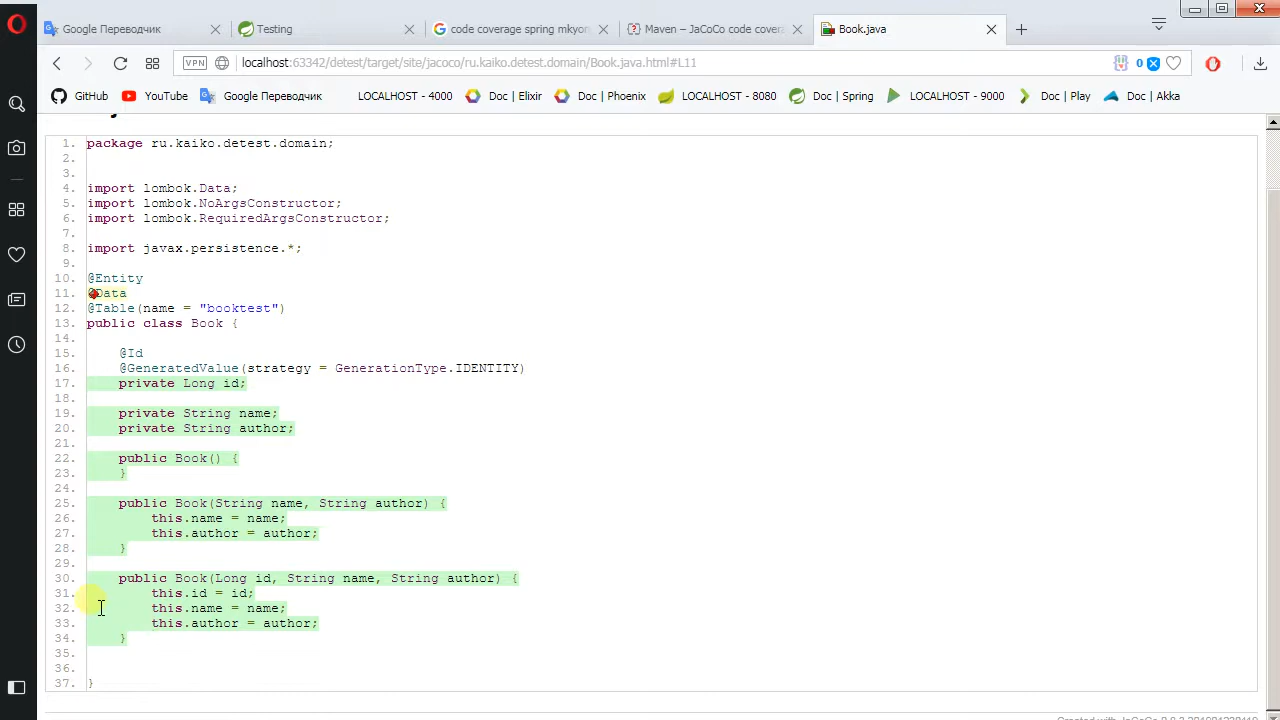 Google Переводчик
Testing
code coverage spring mkyon
Maven – JaCoCo code covera
Book.java
VPN
localhost:63342/detest/target/site/jacoco/ru.kaiko.detest.domain/Book.java.html#L11
0
GitHub
YouTube
Google Переводчик
LOCALHOST - 4000
Doc | Elixir
Doc | Phoenix
LOCALHOST - 8080
Doc | Spring
LOCALHOST - 9000
Doc | Play
Doc | Akka
1. package ru.kaiko.detest.domain;
2.
3.
4. import lombok.Data;
5. import lombok.NoArgsConstructor;
6. import lombok.RequiredArgsConstructor;
7.
8. import javax.persistence.*;
9.
10. @Entity
11. @Data
12. @Table(name = "booktest")
13. public class Book {
14.
15. @Id
16. @GeneratedValue(strategy = GenerationType.IDENTITY)
17. private Long id;
18.
19. private String name;
20. private String author;
21.
22. public Book() {
23. }
24.
25. public Book(String name, String author) {
26. this.name = name;
27. this.author = author;
28. }
29.
30. public Book(Long id, String name, String author) {
31. this.id = id;
32. this.name = name;
33. this.author = author;
34. }
35.
36.
37. }